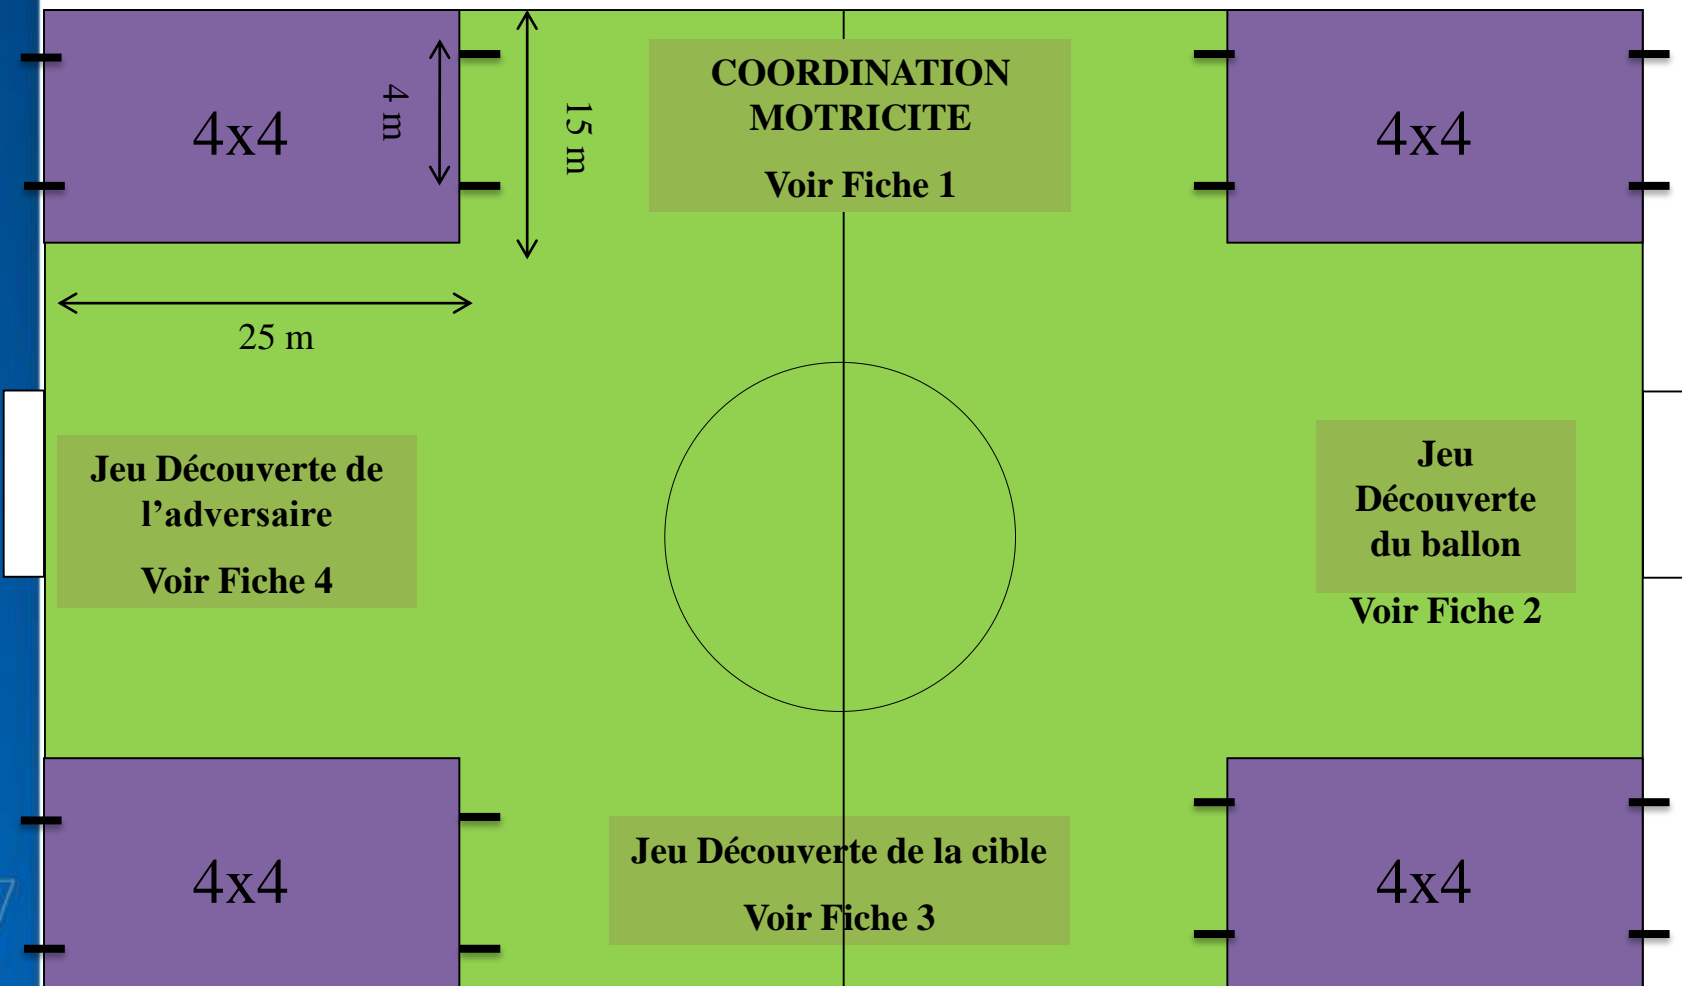 4x4
4 m
15 m
COORDINATION
MOTRICITE
Voir Fiche 1
4x4
25 m
Jeu Découverte de
l’adversaire
Voir Fiche 4
Jeu
Découverte
du ballon
Voir Fiche 2
4x4
Jeu Découverte de la cible
Voir Fiche 3
4x4